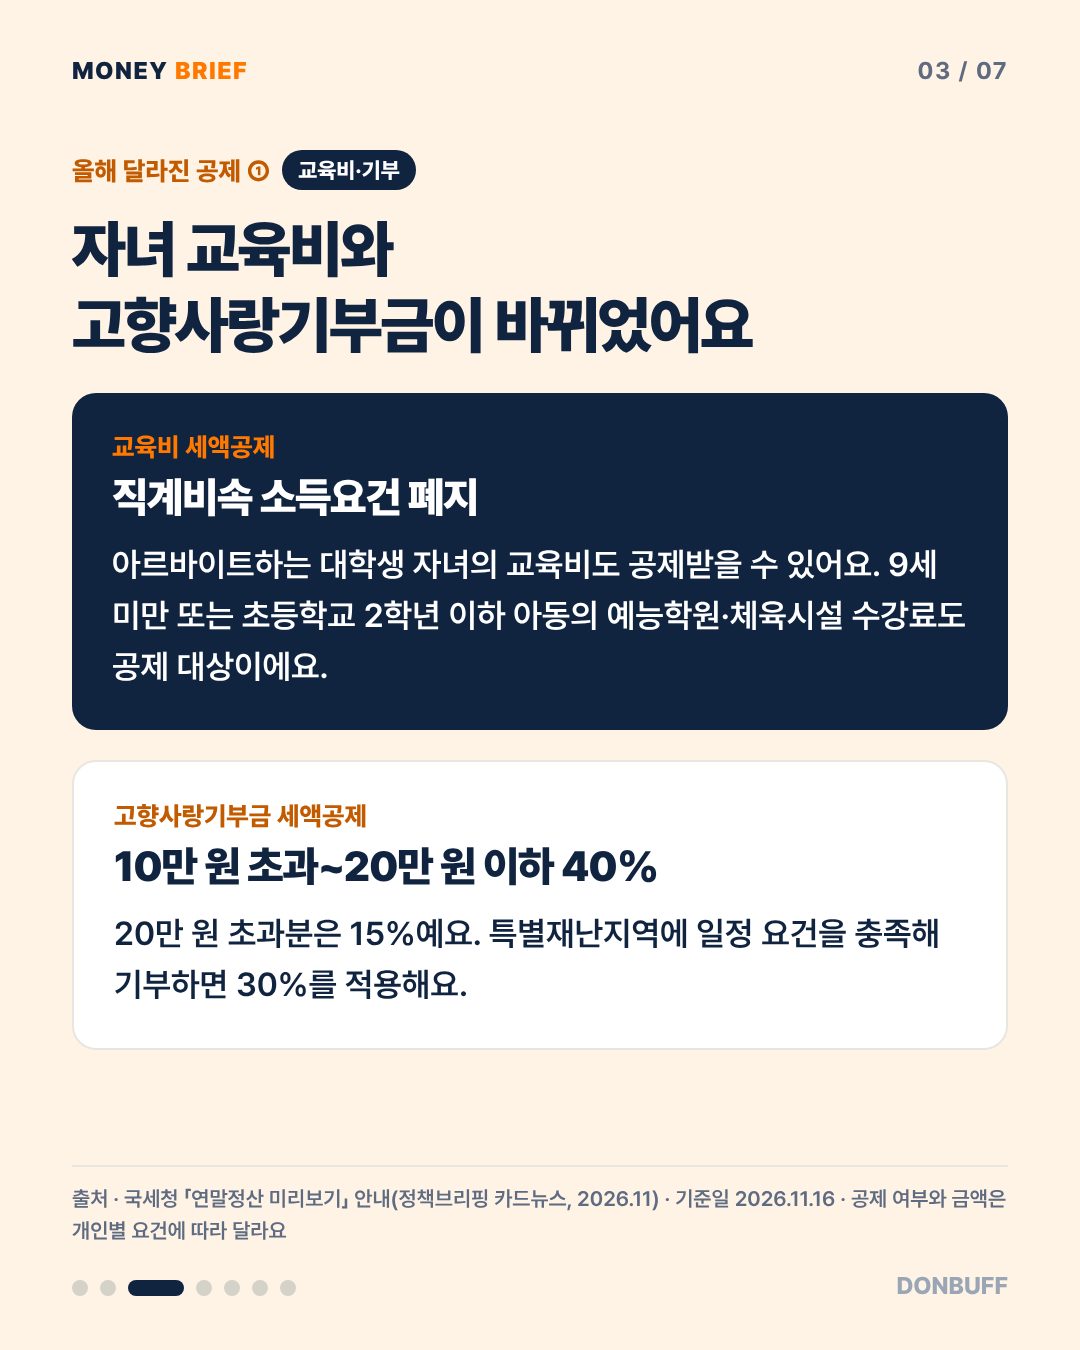 MONEY BRIEF
03 / 07
올해 달라진 공제 ① 교육비·기부
자녀 교육비와
고향사랑기부금이 바뀌었어요
교육비 세액공제
직계비속 소득요건 폐지
아르바이트하는 대학생 자녀의 교육비도 공제받을 수 있어요. 9세
미만 또는 초등학교 2학년 이하 아동의 예능학원·체육시설 수강료도
공제 대상이에요.
고향사랑기부금 세액공제
10만 원 초과~20만 원 이하 40%
20만 원 초과분은 15%예요. 특별재난지역에 일정 요건을 충족해
기부하면 30%를 적용해요.
출처 · 국세청 「연말정산 미리보기」 안내(정책브리핑 카드뉴스, 2026.11) · 기준일 2026.11.16 · 공제 여부와 금액은
개인별 요건에 따라 달라요
DONBUFF